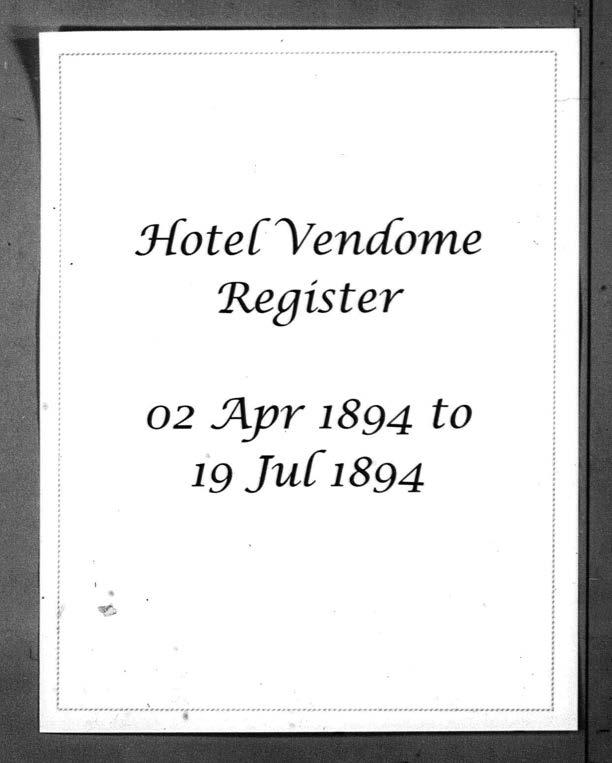 Hotel Vendome
Register
02 Apr 1894 to
19 Jul 1894